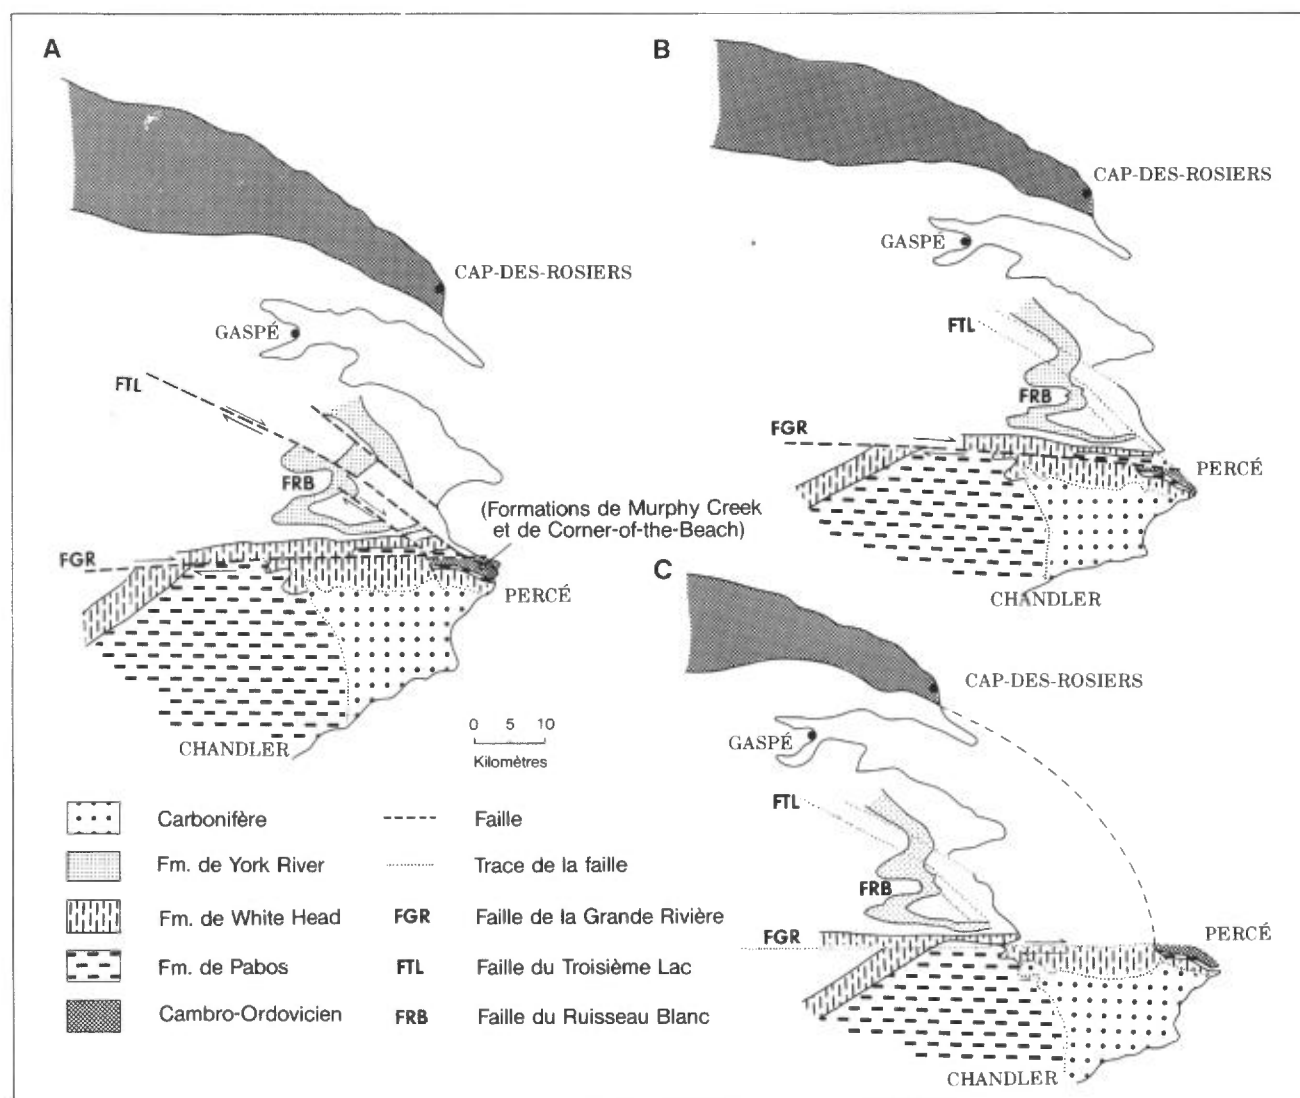 A
CAP-DES-ROSIERS
GASPÉ
FTL
FRB
(Formations de Murphy Creek
et de Corner-of-the-Beach)
FGR
PERCÉ
CHANDLER
0 5 10
Kilomètres
B
CAP-DES-ROSIERS
GASPÉ
FTL
FRB
FGR
PERCÉ
CHANDLER
C
CAP-DES-ROSIERS
GASPÉ
FTL
FRB
FGR
PERCÉ
CHANDLER
Carbonifère
Fm. de York River
Fm. de White Head
Fm. de Pabos
Cambro-Ordovicien
Faille
Trace de la faille
FGR Faille de la Grande Rivière
FTL Faille du Troisième Lac
FRB Faille du Ruisseau Blanc